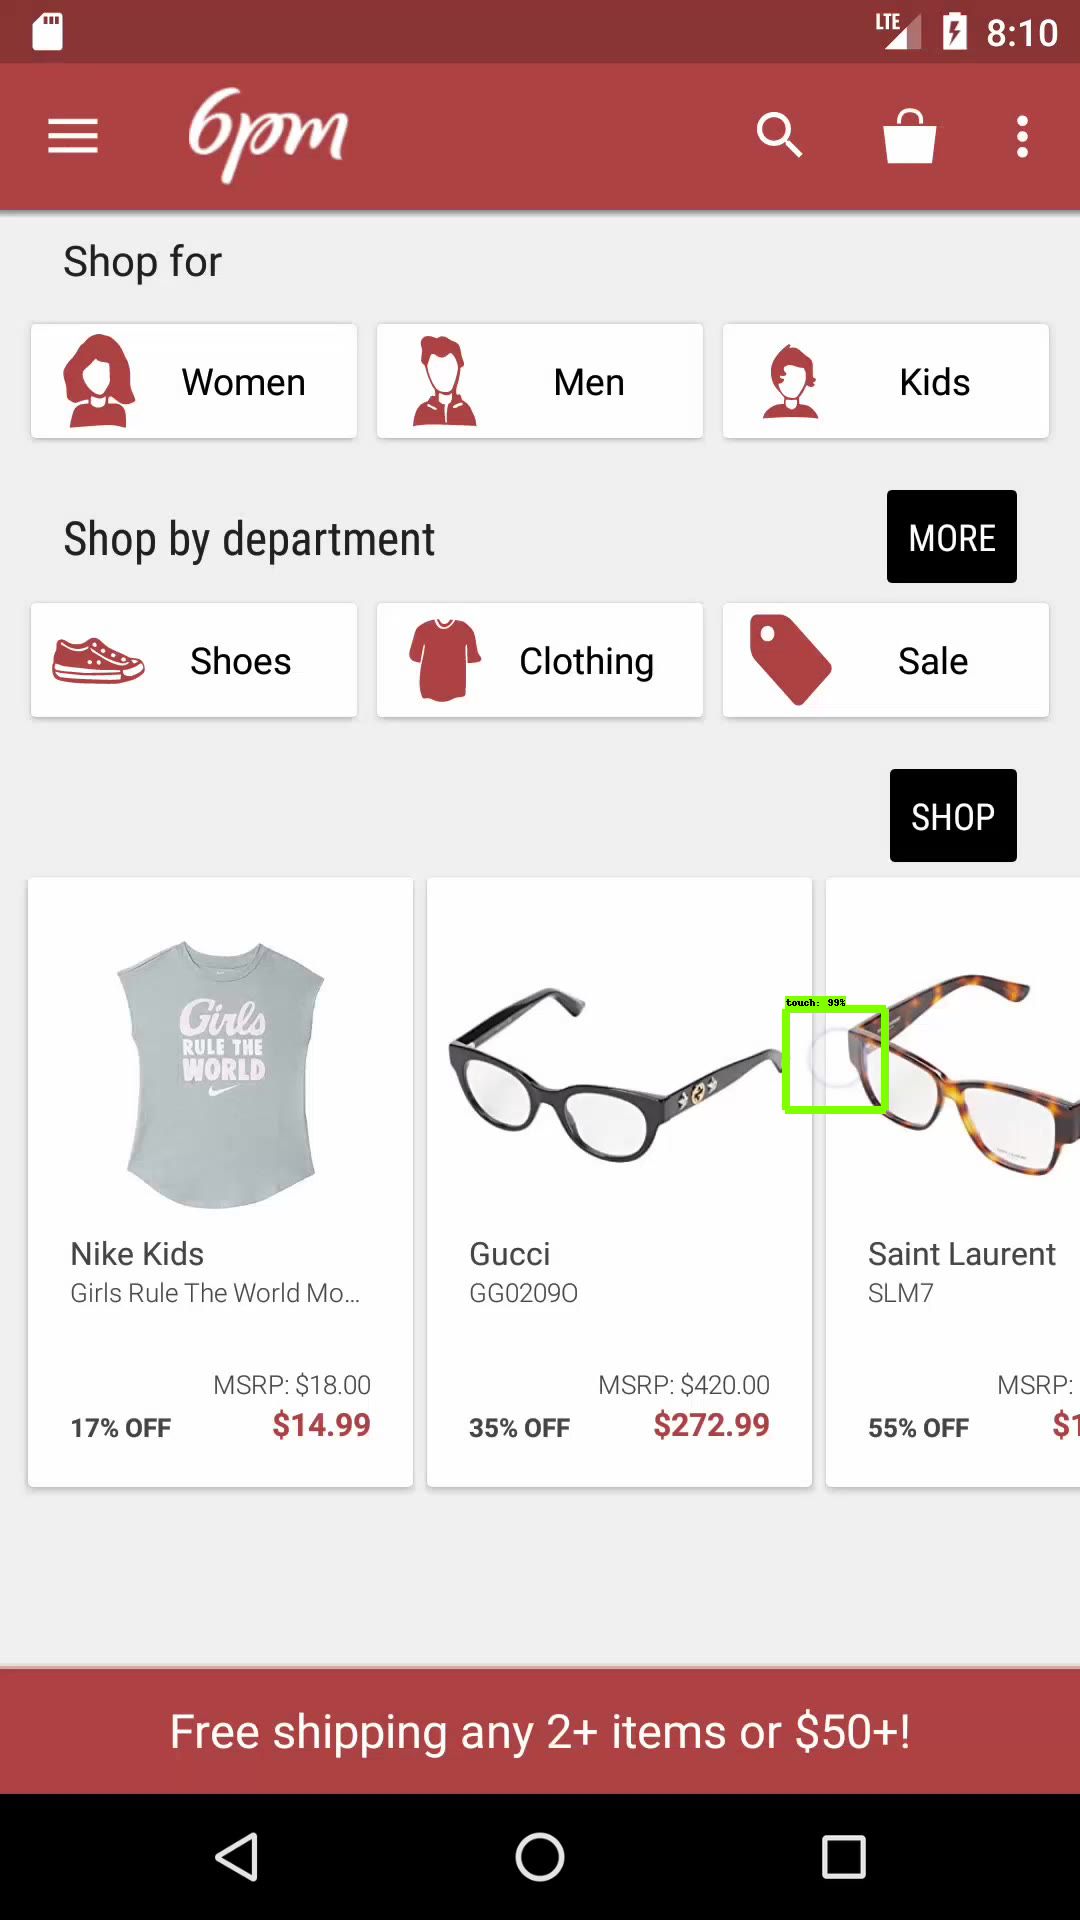 LTE 8:10
6pm
Shop for
Women Men Kids
Shop by department MORE
Shoes Clothing Sale
SHOP
Girls
RULE THE
WORLD
touch: 99%
Nike Kids
Girls Rule The World Mo...
MSRP: $18.00
17% OFF $14.99
Gucci
GG0209O
MSRP: $420.00
35% OFF $272.99
Saint Laurent
SLM7
MSRP:
55% OFF $1
Free shipping any 2+ items or $50+!